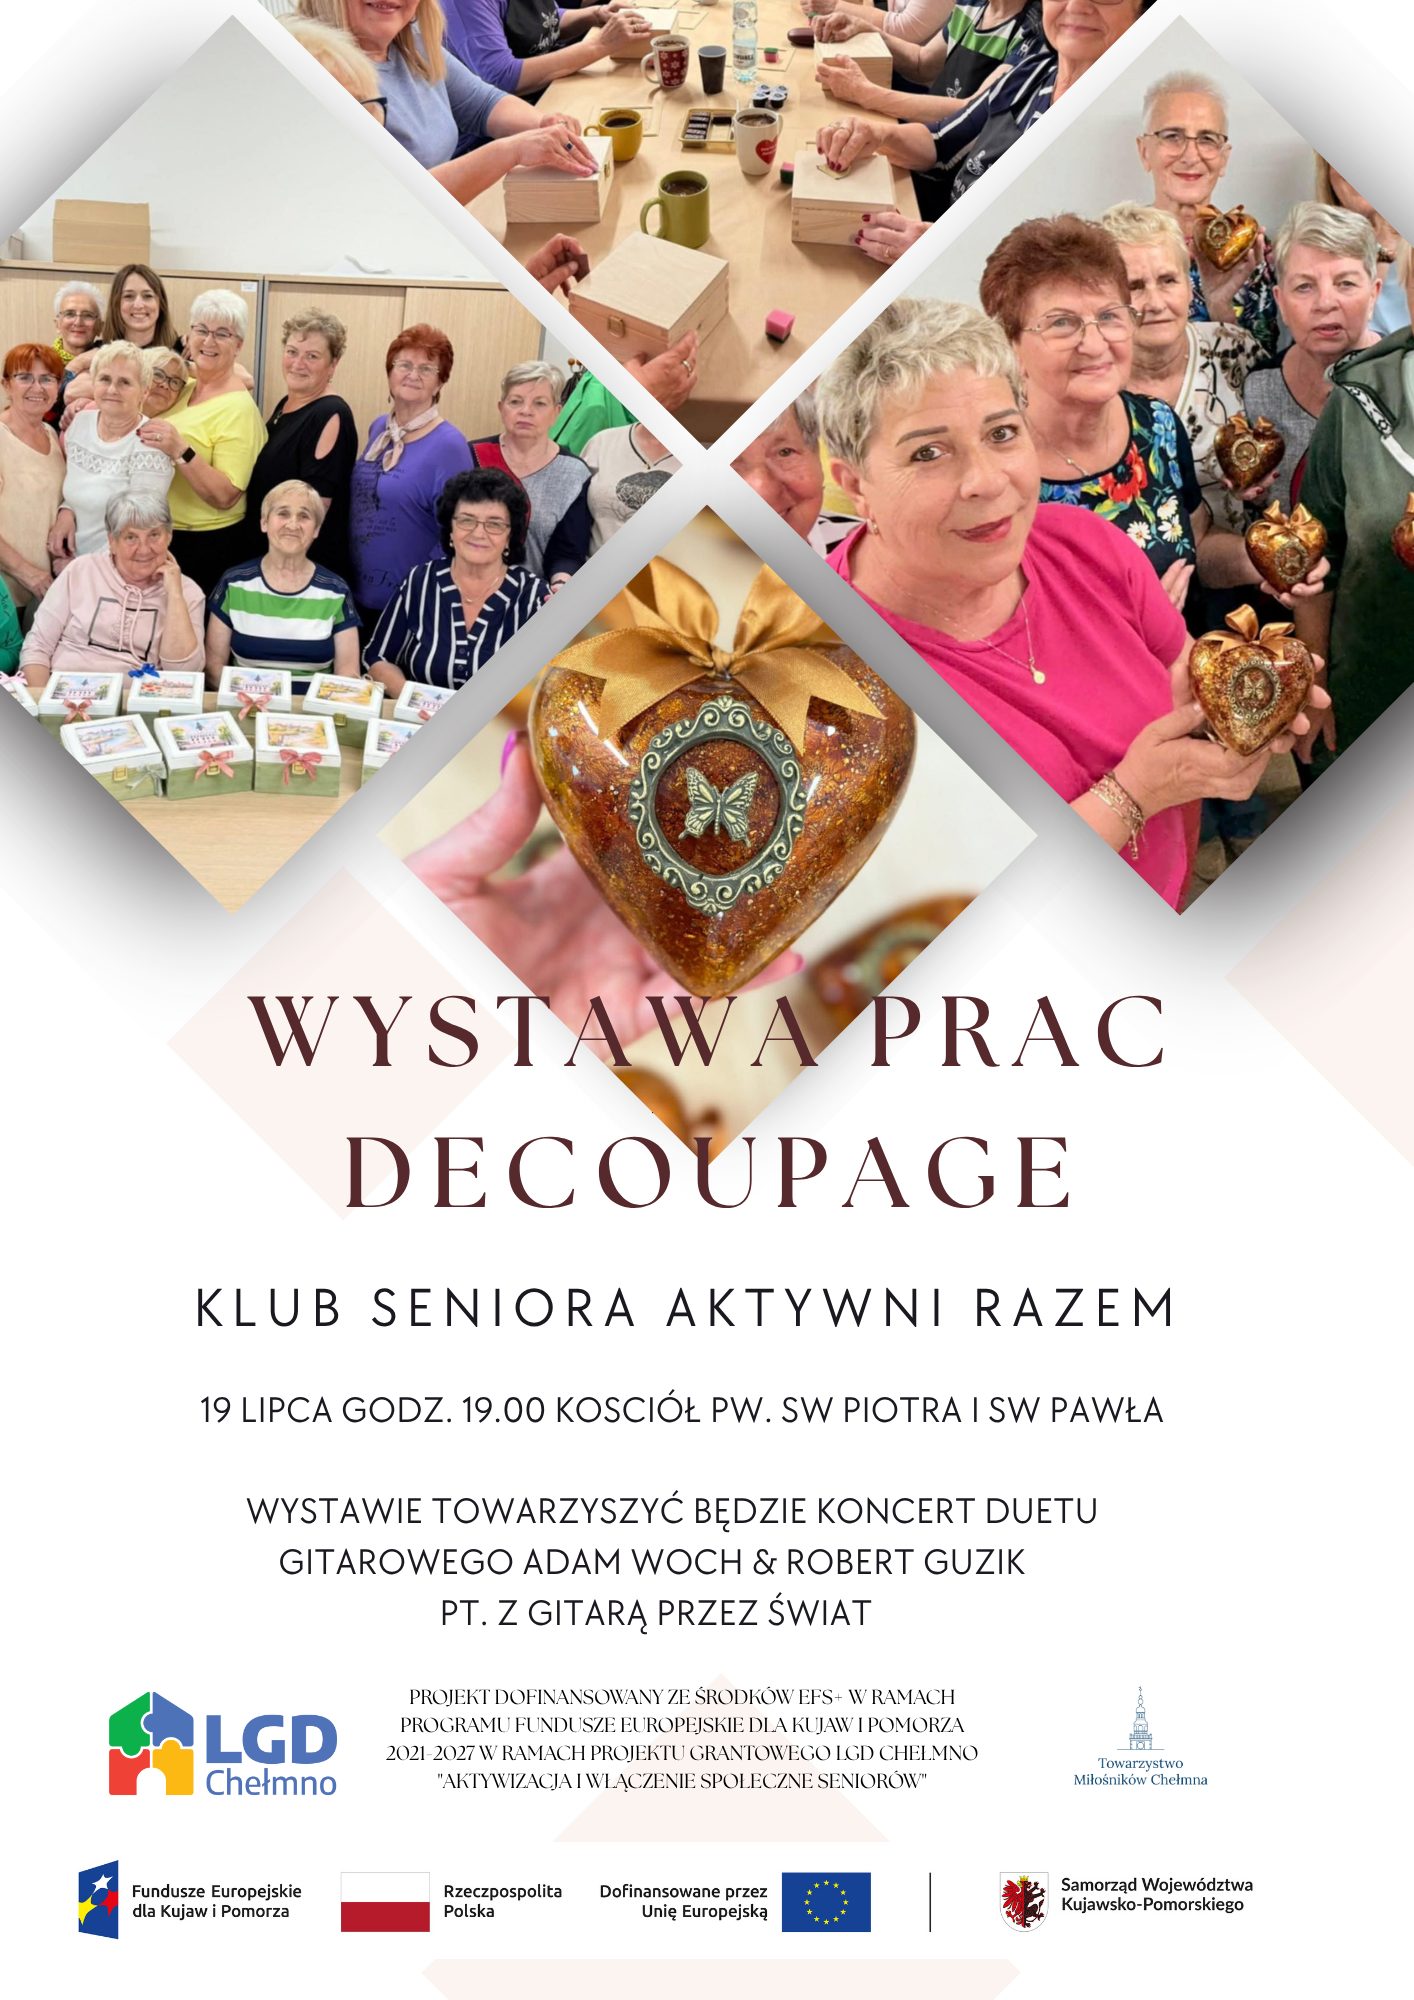 WYSTAWA PRAC
DECOUPAGE
KLUB SENIORA AKTYWNI RAZEM
19 LIPCA GODZ. 19.00 KOSCIÓŁ PW. SW PIOTRA I SW PAWŁA
WYSTAWIE TOWARZYSZYĆ BĘDZIE KONCERT DUETU
GITAROWEGO ADAM WOCH & ROBERT GUZIK
PT. Z GITARĄ PRZEZ ŚWIAT
PROJEKT DOFINANSOWANY ZE ŚRODKÓW EFS+ W RAMACH
PROGRAMU FUNDUSZE EUROPEJSKIE DLA KUJAW I POMORZA
2021-2027 W RAMACH PROJEKTU GRANTOWEGO LGD CHEŁMNO
"AKTYWIZACJA I WŁĄCZENIE SPOŁECZNE SENIORÓW"
LGD
Chełmno
Towarzystwo
Miłośników Chełmna
Fundusze Europejskie
dla Kujaw i Pomorza
Rzeczpospolita
Polska
Dofinansowane przez
Unię Europejską
Samorząd Województwa
Kujawsko-Pomorskiego